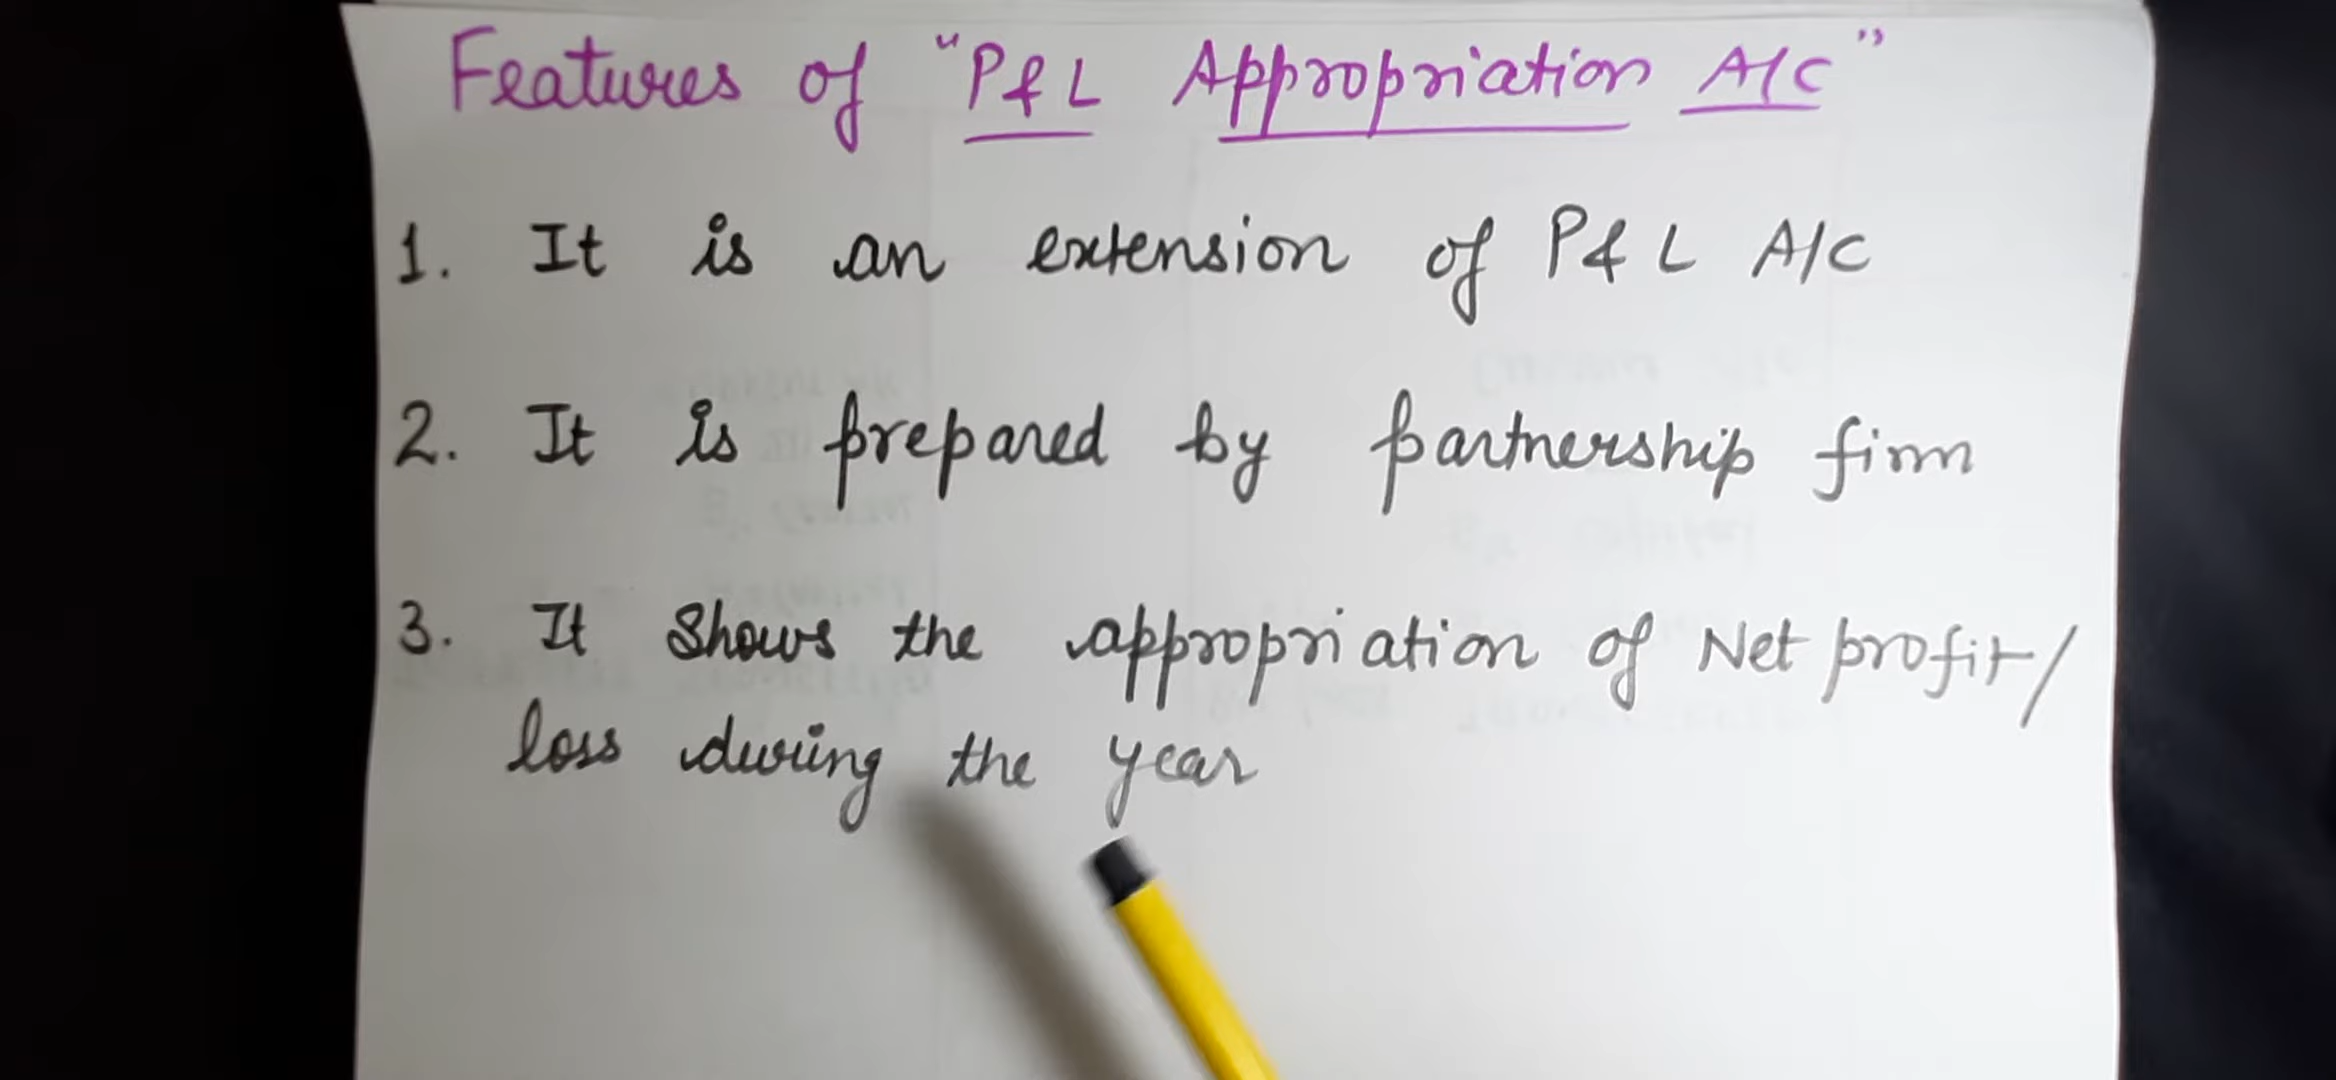 Features of "P & L Appropriation A/C"
1. It is an extension of P & L A/C
2. It is prepared by partnership firm
3. It Shows the appropriation of Net profit/
loss during the year